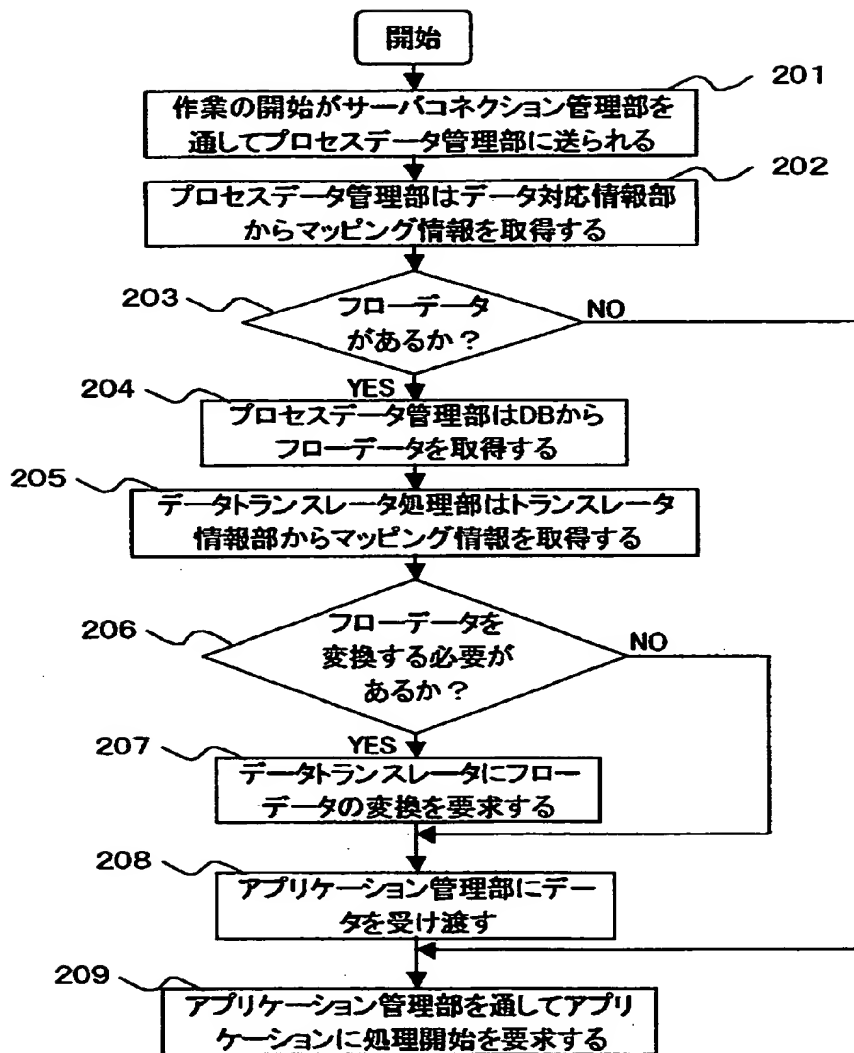 開始
201
作業の開始がサーバコネクション管理部を
通してプロセスデータ管理部に送られる
202
プロセスデータ管理部はデータ対応情報部
からマッピング情報を取得する
203
フローデータ
があるか？
NO
YES
204
プロセスデータ管理部はDBから
フローデータを取得する
205
データトランスレータ処理部はトランスレータ
情報部からマッピング情報を取得する
206
フローデータを
変換する必要が
あるか？
NO
YES
207
データトランスレータにフロー
データの変換を要求する
208
アプリケーション管理部にデー
タを受け渡す
209
アプリケーション管理部を通してアプリ
ケーションに処理開始を要求する